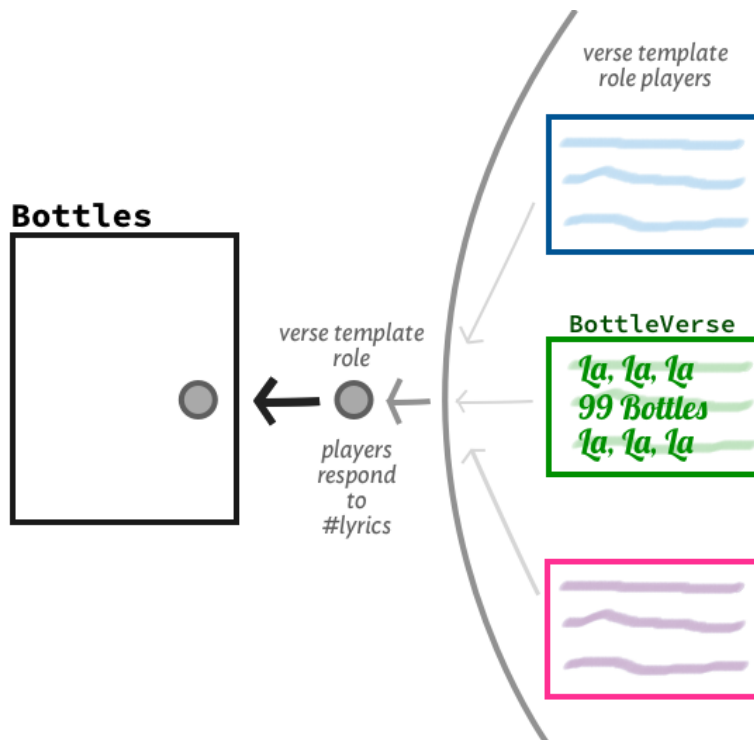 Bottles
verse template
role
players
respond
to
#lyrics
verse template
role players
BottleVerse
La, La, La
99 Bottles
La, La, La